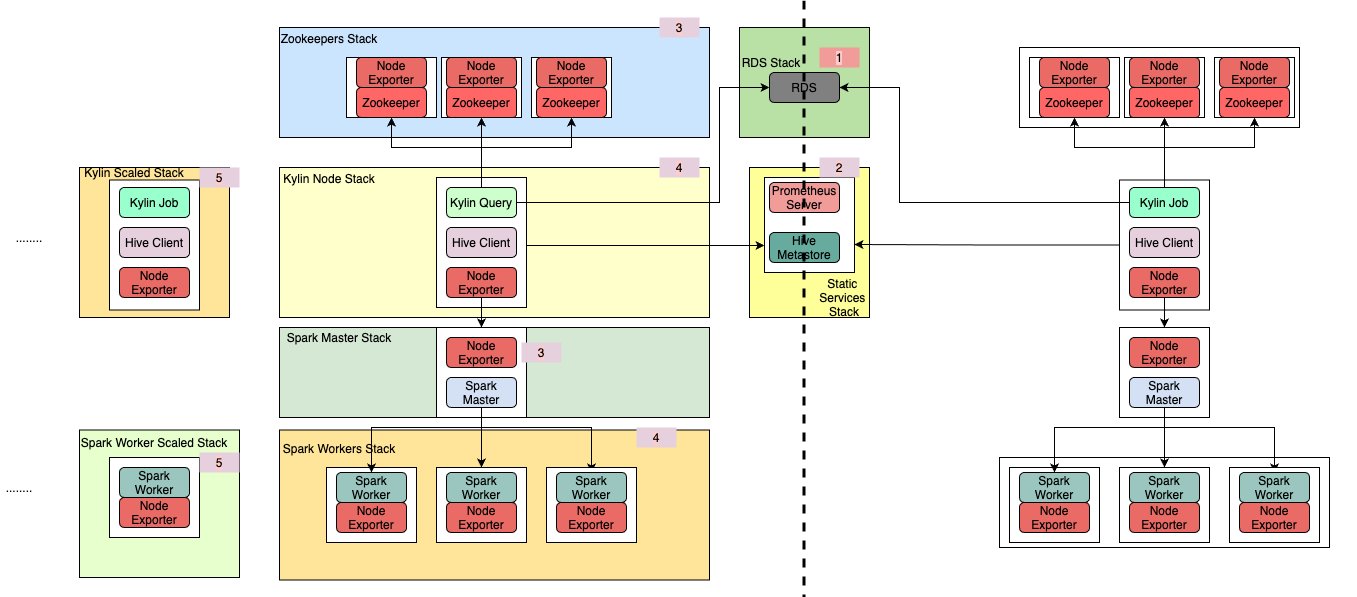 3
Zookeepers Stack
Node
Exporter
Zookeeper
Node
Exporter
Zookeeper
Node
Exporter
Zookeeper
1
RDS Stack
RDS
Node
Exporter
Zookeeper
Node
Exporter
Zookeeper
Node
Exporter
Zookeeper
Kylin Scaled Stack
5
Kylin Job
Hive Client
Node
Exporter
........
4
Kylin Node Stack
Kylin Query
Hive Client
Node
Exporter
2
Prometheus
Server
Hive
Metastore
Static
Services
Stack
Kylin Job
Hive Client
Node
Exporter
Spark Master Stack
Node
Exporter
3
Spark
Master
Node
Exporter
Spark
Master
Spark Worker Scaled Stack
5
Spark
Worker
Node
Exporter
........
4
Spark Workers Stack
Spark
Worker
Node
Exporter
Spark
Worker
Node
Exporter
Spark
Worker
Node
Exporter
Spark
Worker
Node
Exporter
Spark
Worker
Node
Exporter
Spark
Worker
Node
Exporter